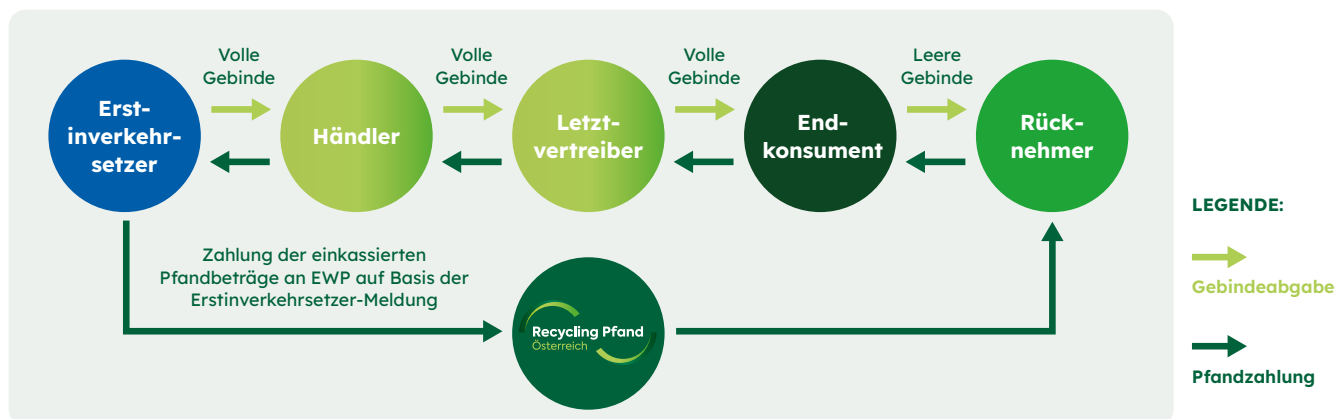 Volle
Gebinde
Volle
Gebinde
Volle
Gebinde
Leere
Gebinde
Erst-
inverkehr-
setzer
Händler
Letzt-
vertreiber
End-
konsument
Rück-
nehmer
Zahlung der einkassierten
Pfandbeträge an EWP auf Basis der
Erstinverkehrsetzer-Meldung
Recycling Pfand
Österreich
LEGENDE:
Gebindeabgabe
Pfandzahlung